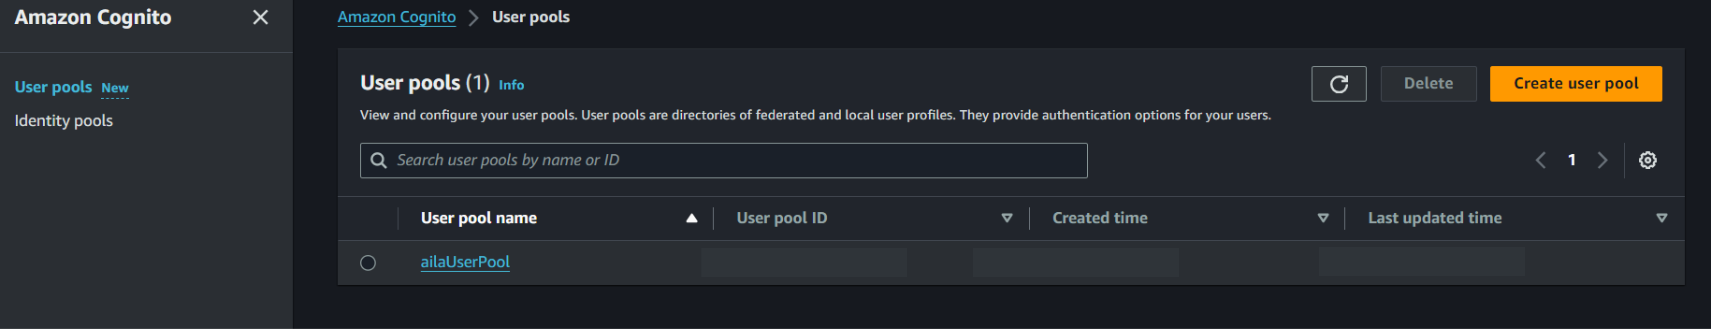 Amazon Cognito
User pools New
Identity pools
Amazon Cognito > User pools
User pools (1) Info
Delete
Create user pool
View and configure your user pools. User pools are directories of federated and local user profiles. They provide authentication options for your users.
Search user pools by name or ID
1
User pool name
User pool ID
Created time
Last updated time
ailaUserPool